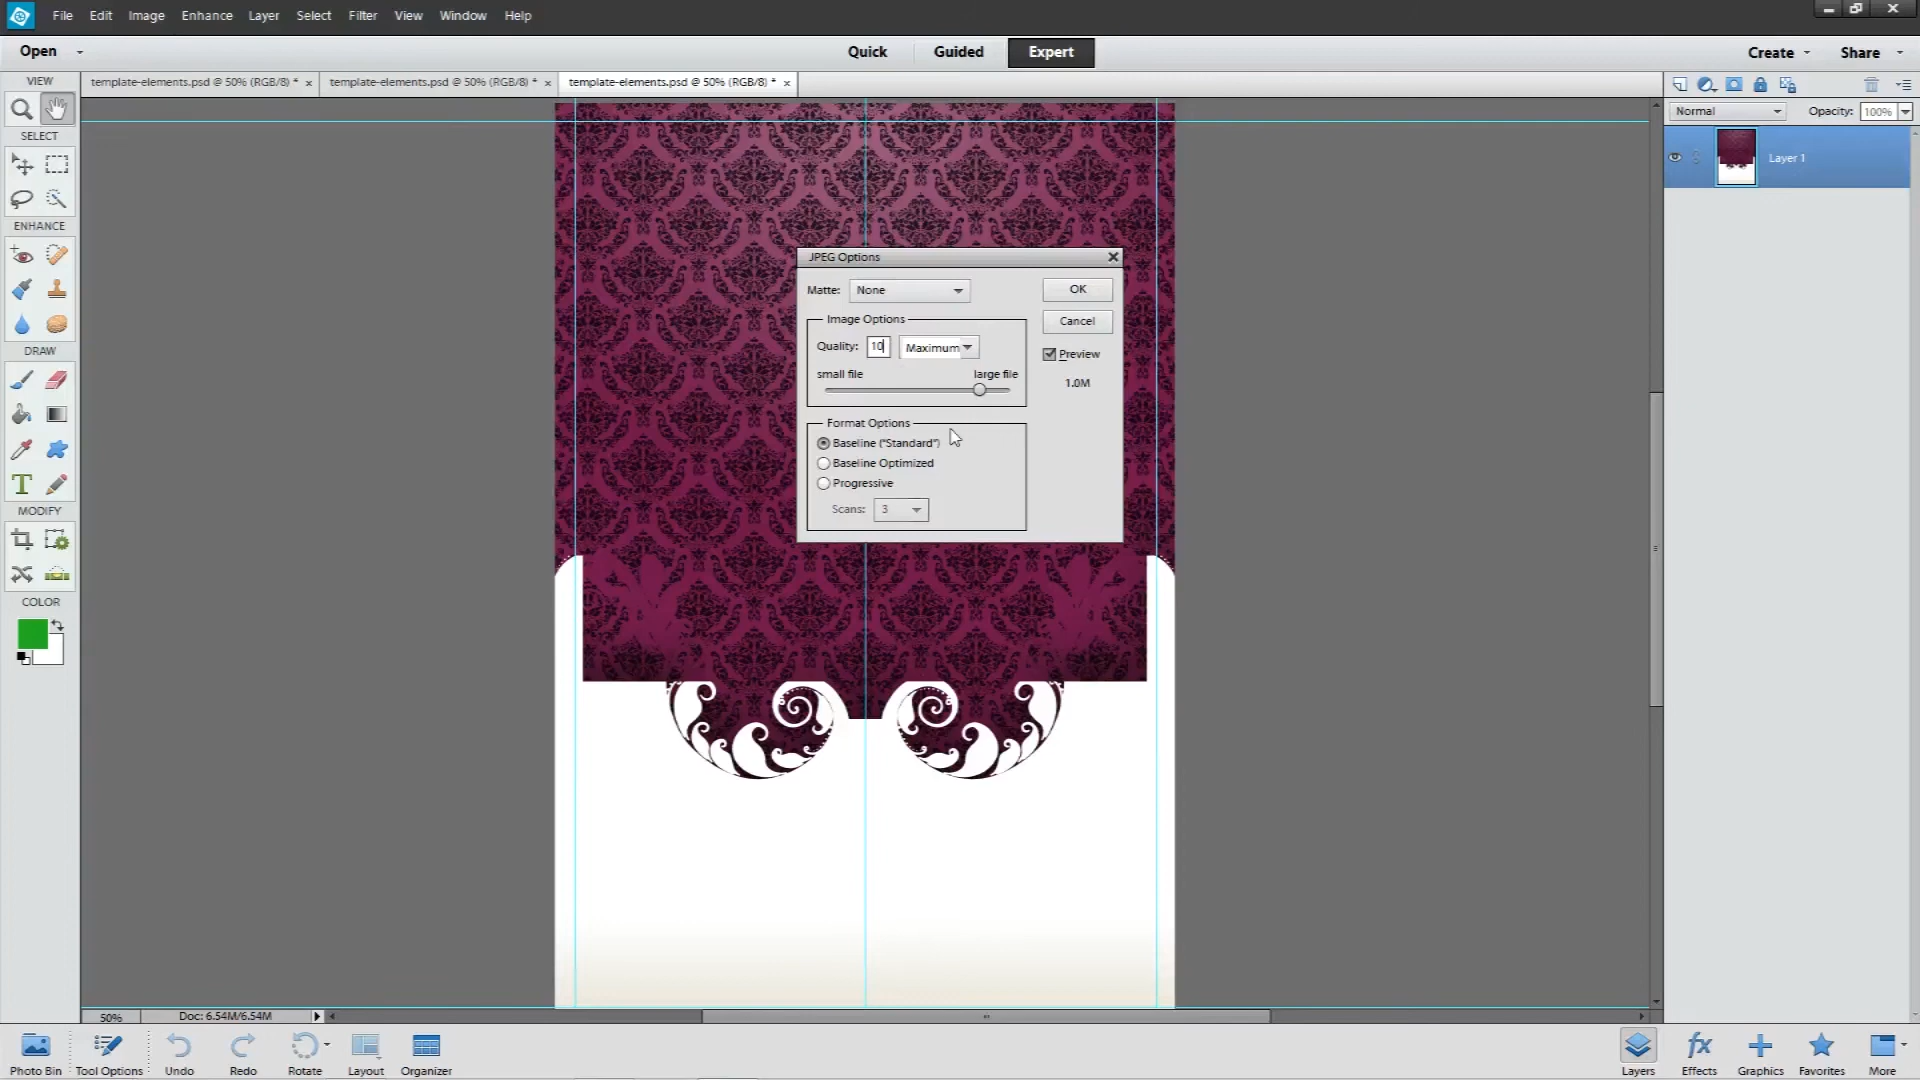 File Edit Image Enhance Layer Select Filter View Window Help
Open Quick Guided Expert Create Share
VIEW template-elements.psd @ 50% (RGB/8) * × template-elements.psd @ 50% (RGB/8) * × template-elements.psd @ 50% (RGB/8) * ×
Normal Opacity: 100%
SELECT
Layer 1
ENHANCE
JPEG Options
Matte: None OK
Image Options Cancel
Quality: 10 Maximum
Preview
small file large file
1.0M
DRAW
Format Options
Baseline ("Standard")
Baseline Optimized
Progressive
Scans: 3
T
MODIFY
COLOR
50% Doc: 6.54M/6.54M
fx
Photo Bin Tool Options Undo Redo Rotate Layout Organizer Layers Effects Graphics Favorites More